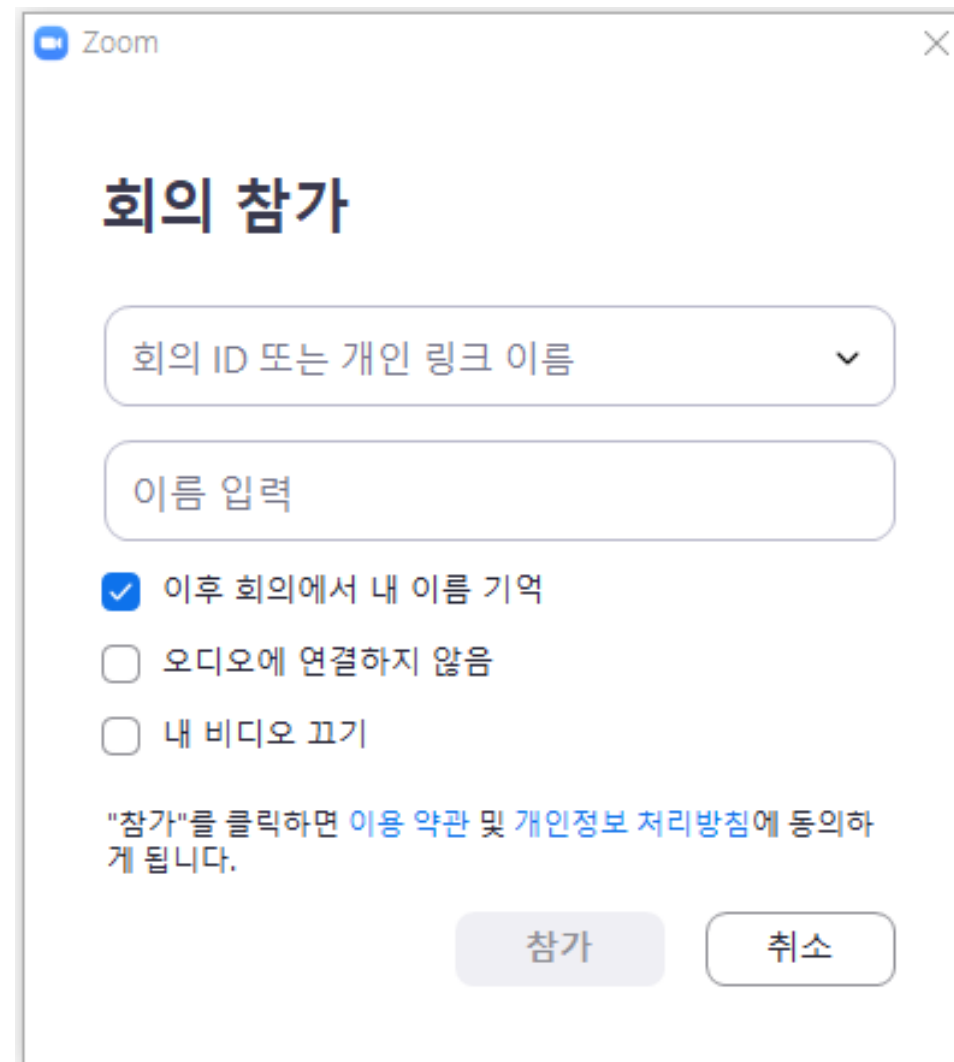 Zoom
회의 참가
회의 ID 또는 개인 링크 이름
이름 입력
이후 회의에서 내 이름 기억
오디오에 연결하지 않음
내 비디오 끄기
"참가"를 클릭하면 이용 약관 및 개인정보 처리방침에 동의하
게 됩니다.
참가 취소